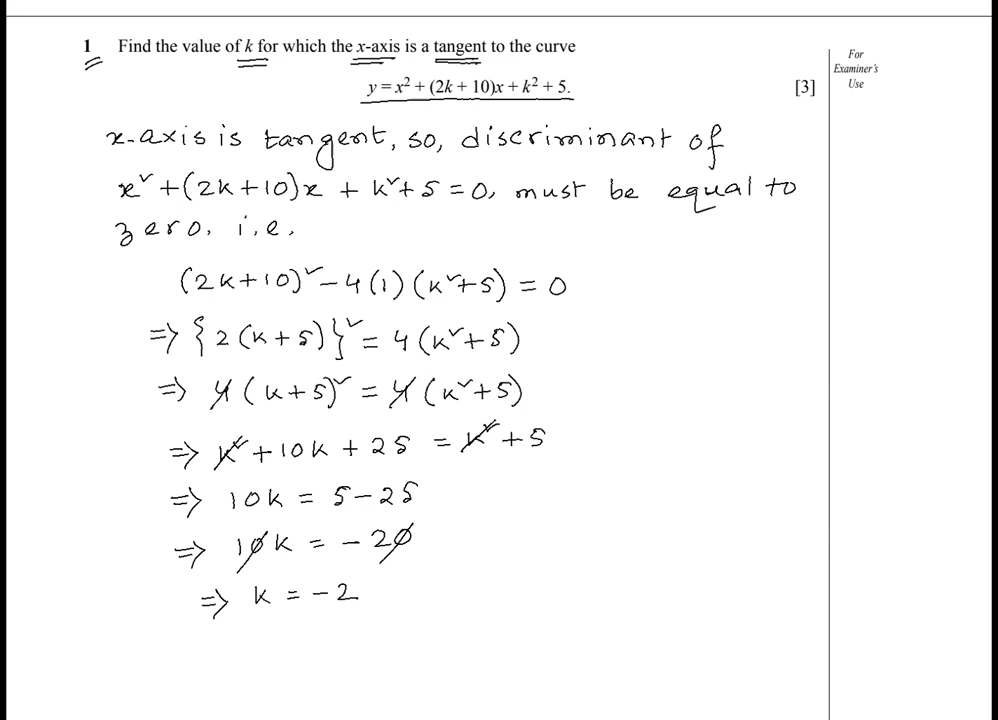 1 Find the value of k for which the x-axis is a tangent to the curve
y = x² + (2k + 10)x + k² + 5. [3]
For
Examiner's
Use
x-axis is tangent, so, discriminant of
x² + (2k+10)x + k² + 5 = 0, must be equal to
zero. i.e.
(2k+10)² - 4(1)(k²+5) = 0
=> {2(k+5)}² = 4(k²+5)
=> 4(k+5)² = 4(k²+5)
=> k² + 10k + 25 = k² + 5
=> 10k = 5 - 25
=> 10k = -20
=> k = -2